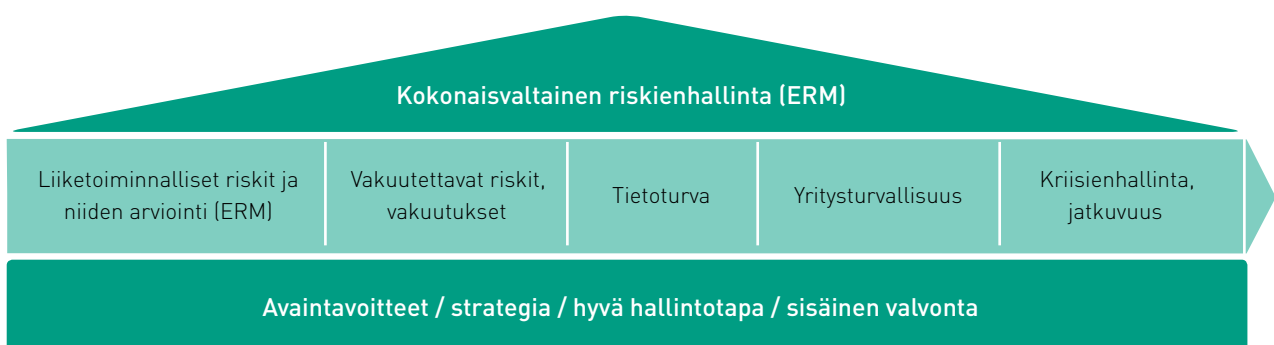 Kokonaisvaltainen riskienhallinta (ERM)
Liiketoiminnalliset riskit ja
niiden arviointi (ERM)
Vakuutettavat riskit,
vakuutukset
Tietoturva
Yritysturvallisuus
Kriisienhallinta,
jatkuvuus
Avaintavoitteet / strategia / hyvä hallintotapa / sisäinen valvonta